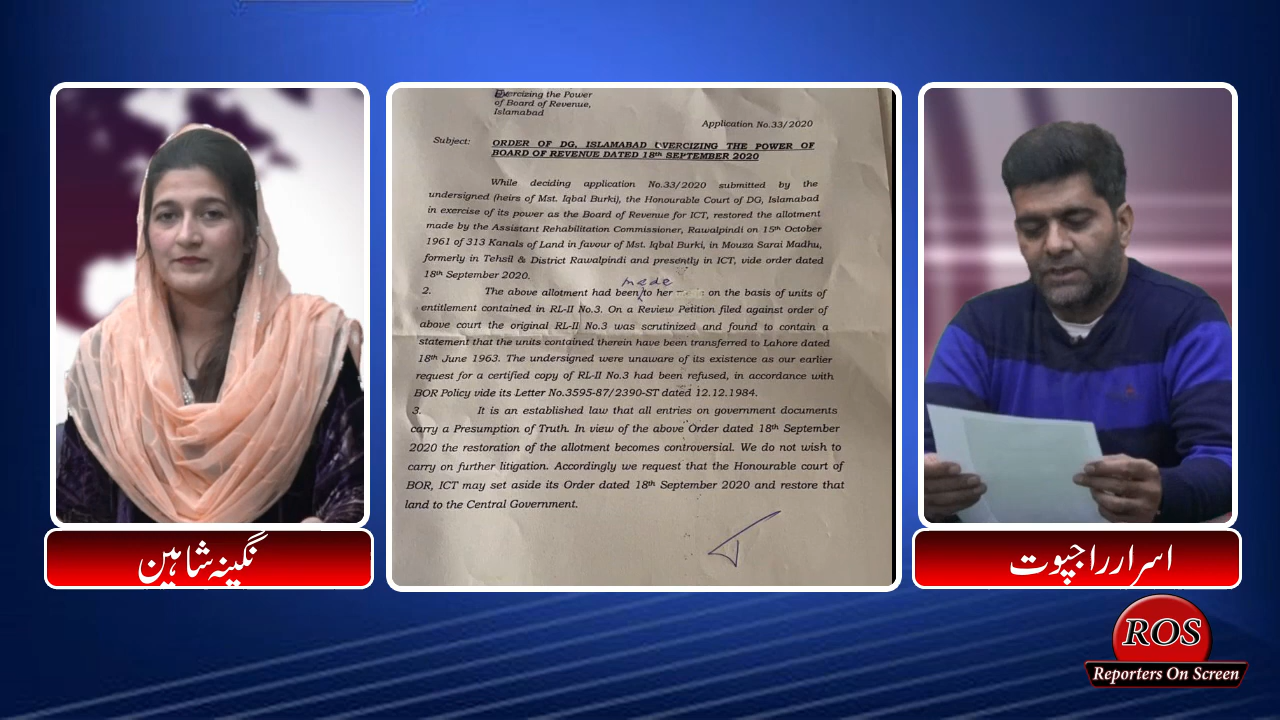 Exercizing the Power
of Board of Revenue,
Islamabad
Application No.33/2020
Subject: ORDER OF DG, ISLAMABAD EVERCIZING THE POWER OF
BOARD OF REVENUE DATED 18th SEPTEMBER 2020
While deciding application No.33/2020 submitted by the
undersigned (heirs of Mst. Iqbal Burki), the Honourable Court of DG, Islamabad
in exercise of its power as the Board of Revenue for ICT, restored the allotment
made by the Assistant Rehabilitation Commissioner, Rawalpindi on 15th October
1961 of 313 Kanals of Land in favour of Mst. Iqbal Burki, in Mouza Sarai Madhu,
formerly in Tehsil & District Rawalpindi and presently in ICT, vide order dated
18th September 2020.
made
2. The above allotment had been to her on the basis of units of
entitlement contained in RL-II No.3. On a Review Petition filed against order of
above court the original RL-II No.3 was scrutinized and found to contain a
statement that the units contained therein have been transferred to Lahore dated
18th June 1963. The undersigned were unaware of its existence as our earlier
request for a certified copy of RL-II No.3 had been refused, in accordance with
BOR Policy vide its Letter No.3595-87/2390-ST dated 12.12.1984.
3. It is an established law that all entries on government documents
carry a Presumption of Truth. In view of the above Order dated 18th September
2020 the restoration of the allotment becomes controversial. We do not wish to
carry on further litigation. Accordingly we request that the Honourable court of
BOR, ICT may set aside its Order dated 18th September 2020 and restore that
land to the Central Government.
نگینہ شاہین
اسرار راجپوت
ROS
Reporters On Screen